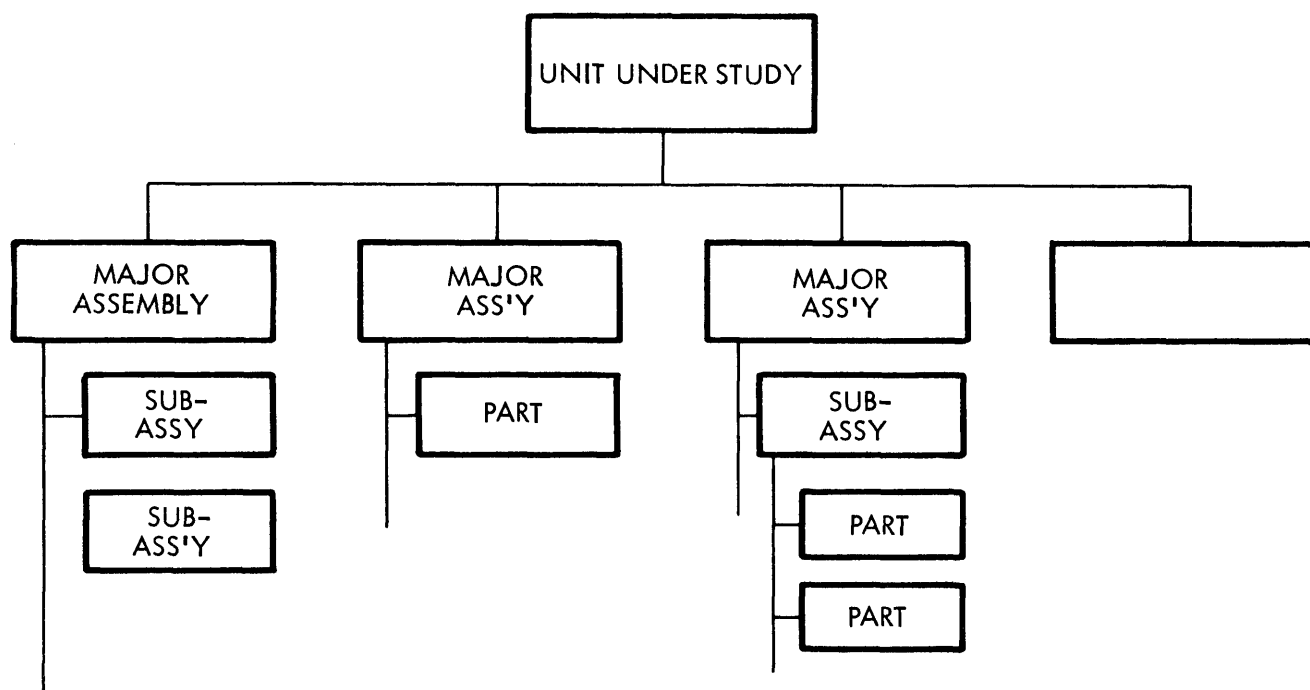 UNIT UNDER STUDY
MAJOR
ASSEMBLY
MAJOR
ASS'Y
MAJOR
ASS'Y
SUB-
ASSY
PART
SUB-
ASSY
SUB-
ASS'Y
PART
PART